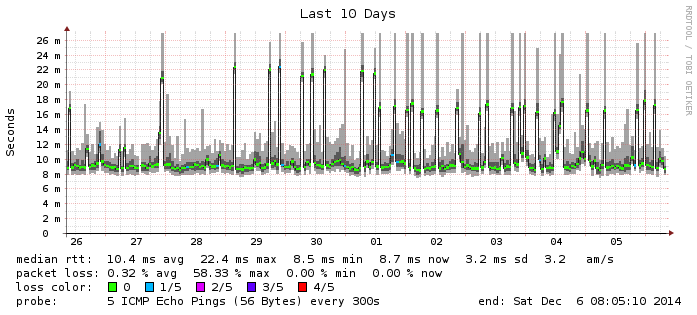 Last 10 Days
RRDTOOL / TOBI OETIKER
Seconds
26 m
24 m
22 m
20 m
18 m
16 m
14 m
12 m
10 m
8 m
6 m
4 m
2 m
0
26 27 28 29 30 01 02 03 04 05
median rtt: 10.4 ms avg 22.4 ms max 8.5 ms min 8.7 ms now 3.2 ms sd 3.2 am/s
packet loss: 0.32 % avg 58.33 % max 0.00 % min 0.00 % now
loss color: 0 1/5 2/5 3/5 4/5
probe: 5 ICMP Echo Pings (56 Bytes) every 300s end: Sat Dec 6 08:05:10 2014